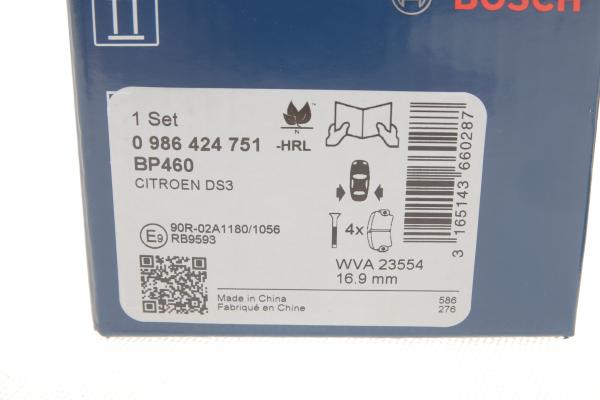 BOSCH
1 Set
0 986 424 751 -HRL
BP460
CITROEN DS3
N
E9 90R-02A1180/1056
RB9593
4x
WVA 23554
16.9 mm
Made in China
Fabriqué en Chine
586
276
3 165143 660287